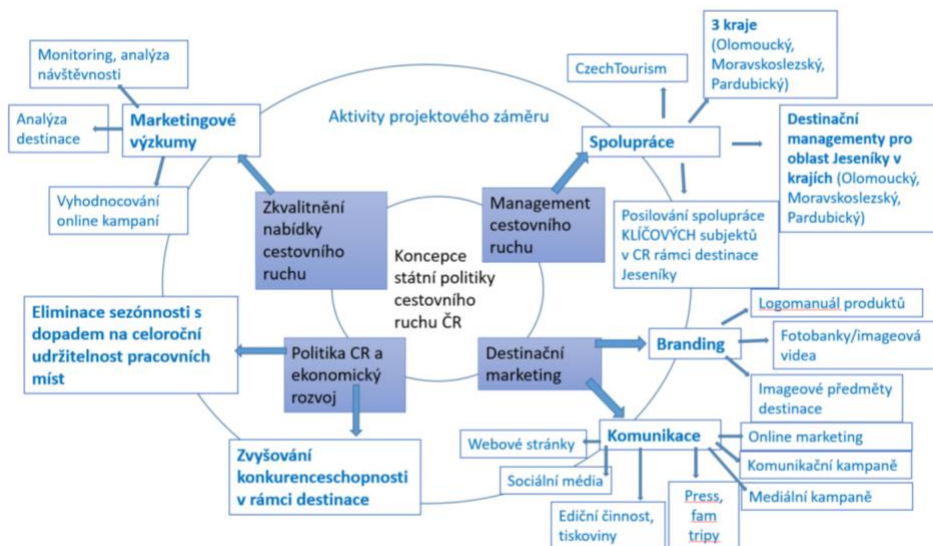 Monitoring, analýza
návštěvnosti
Analýza
destinace
Marketingové
výzkumy
Vyhodnocování
online kampaní
Aktivity projektového záměru
CzechTourism
3 kraje
(Olomoucký,
Moravskoslezský,
Pardubický)
Spolupráce
Destinační
managementy pro
oblast Jeseníky v
krajích (Olomoucký,
Moravskoslezský,
Pardubický)
Posilování spolupráce
KLÍČOVÝCH subjektů
v CR rámci destinace
Jeseníky
Zkvalitnění
nabídky
cestovního
ruchu
Management
cestovního
ruchu
Koncepce
státní politiky
cestovního
ruchu ČR
Politika CR a
ekonomický
rozvoj
Destinační
marketing
Eliminace sezónnosti s
dopadem na celoroční
udržitelnost pracovních
míst
Zvyšování
konkurenceschopnosti
v rámci destinace
Branding
Logomanuál produktů
Fotobanky/imageová
videa
Imageové předměty
destinace
Komunikace
Webové stránky
Sociální média
Ediční činnost,
tiskoviny
Press,
fam
tripy
Online marketing
Komunikační kampaně
Mediální kampaně